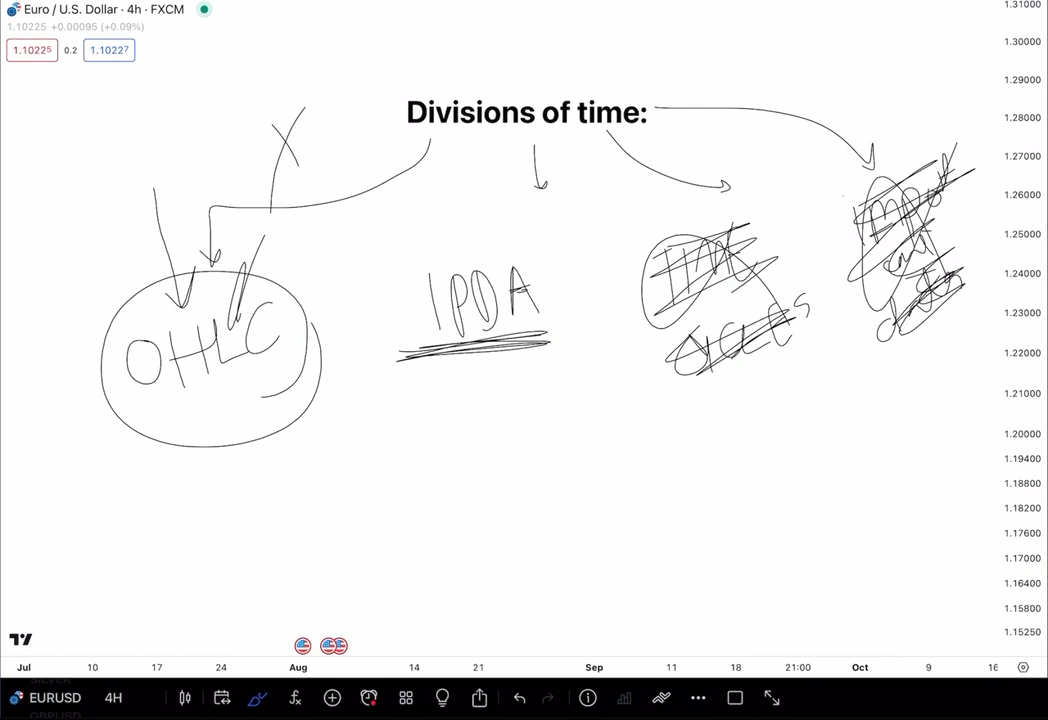 Euro / U.S. Dollar · 4h · FXCM
1.10225 +0.00095 (+0.09%)
1.10225 0.2 1.10227
Divisions of time:
OHLC
IPDA
TIME
1.31000
1.30000
1.29000
1.28000
1.27000
1.26000
1.25000
1.24000
1.23000
1.22000
1.21000
1.20000
1.19400
1.18800
1.18200
1.17600
1.17000
1.16400
1.15800
1.15250
Jul 10 17 24 Aug 14 21 Sep 11 18 21:00 Oct 9 16
SILVER
EURUSD 4H
GBPUSD